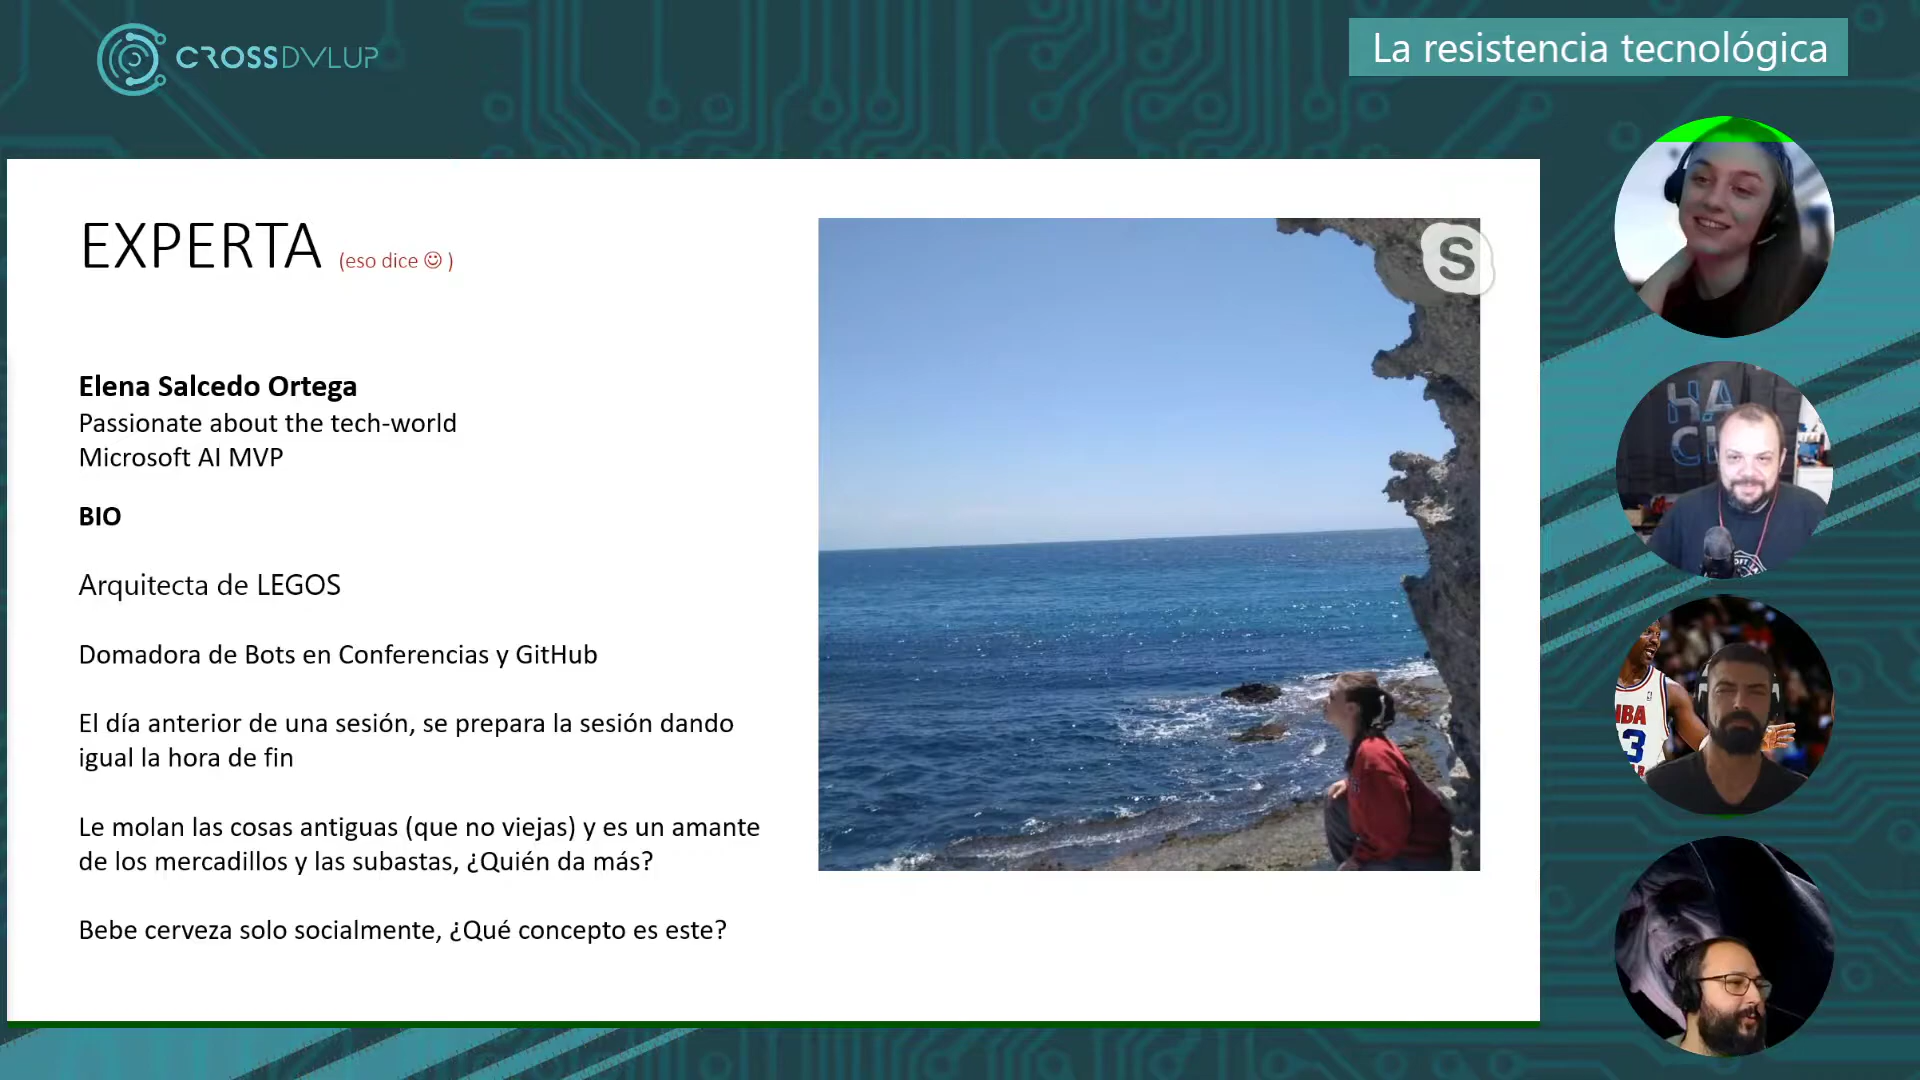 CROSSDVLUP
La resistencia tecnológica
EXPERTA (eso dice ☺ )
S
Elena Salcedo Ortega
Passionate about the tech-world
Microsoft AI MVP
BIO
Arquitecta de LEGOS
Domadora de Bots en Conferencias y GitHub
El día anterior de una sesión, se prepara la sesión dando
igual la hora de fin
Le molan las cosas antiguas (que no viejas) y es un amante
de los mercadillos y las subastas, ¿Quién da más?
Bebe cerveza solo socialmente, ¿Qué concepto es este?
HA
NBA
3